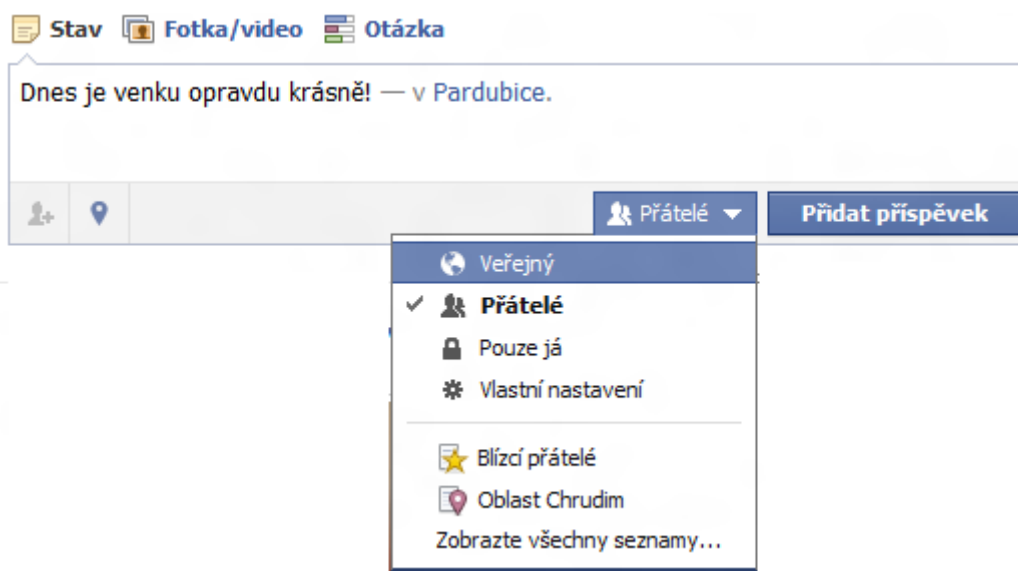 Stav Fotka/video Otázka
Dnes je venku opravdu krásně! — v Pardubice.
Přátelé Přidat příspěvek
Veřejný
Přátelé
Pouze já
Vlastní nastavení
Blízcí přátelé
Oblast Chrudim
Zobrazte všechny seznamy...